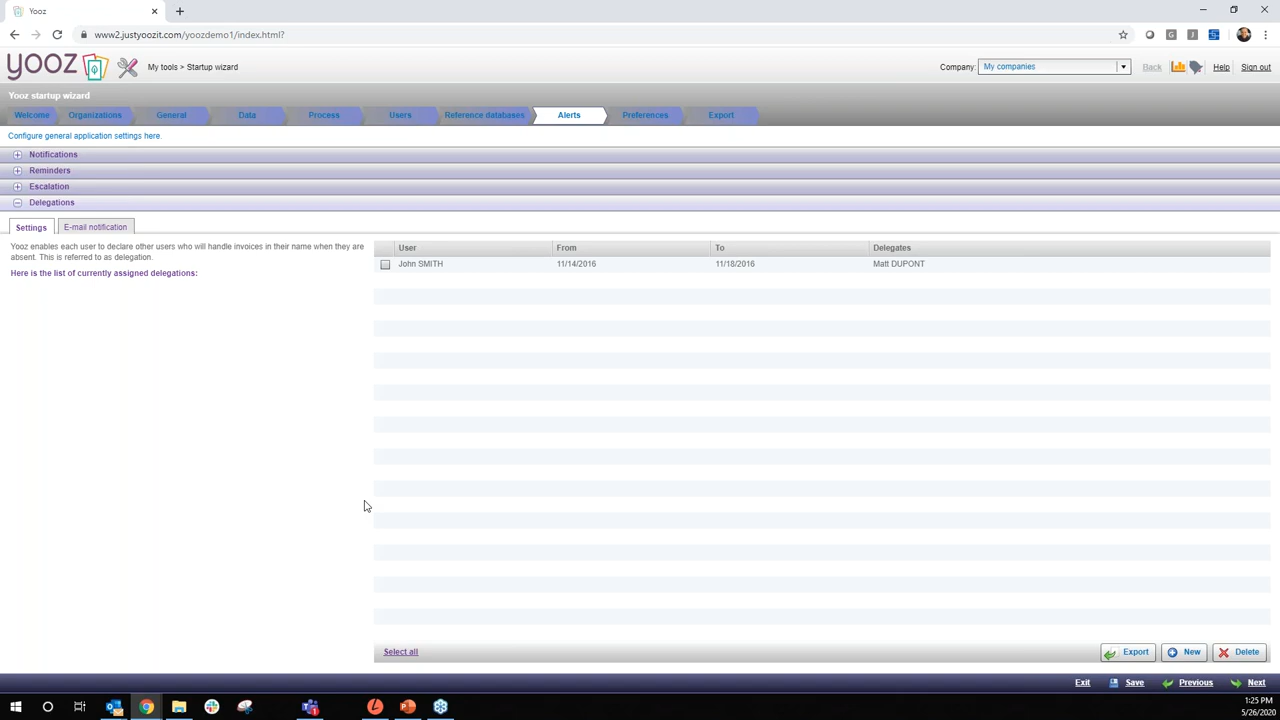 Yooz
www2.justyoozit.com/yoozdemo1/index.html?
yooz
My tools > Startup wizard
Company:
My companies
Back
Help
Sign out
Yooz startup wizard
Welcome
Organizations
General
Data
Process
Users
Reference databases
Alerts
Preferences
Export
Configure general application settings here.
Notifications
Reminders
Escalation
Delegations
Settings
E-mail notification
Yooz enables each user to declare other users who will handle invoices in their name when they are
absent. This is referred to as delegation.
Here is the list of currently assigned delegations:
User From To Delegates
John SMITH 11/14/2016 11/18/2016 Matt DUPONT
Select all
Export
New
Delete
Exit
Save
Previous
Next
1:25 PM
5/26/2020